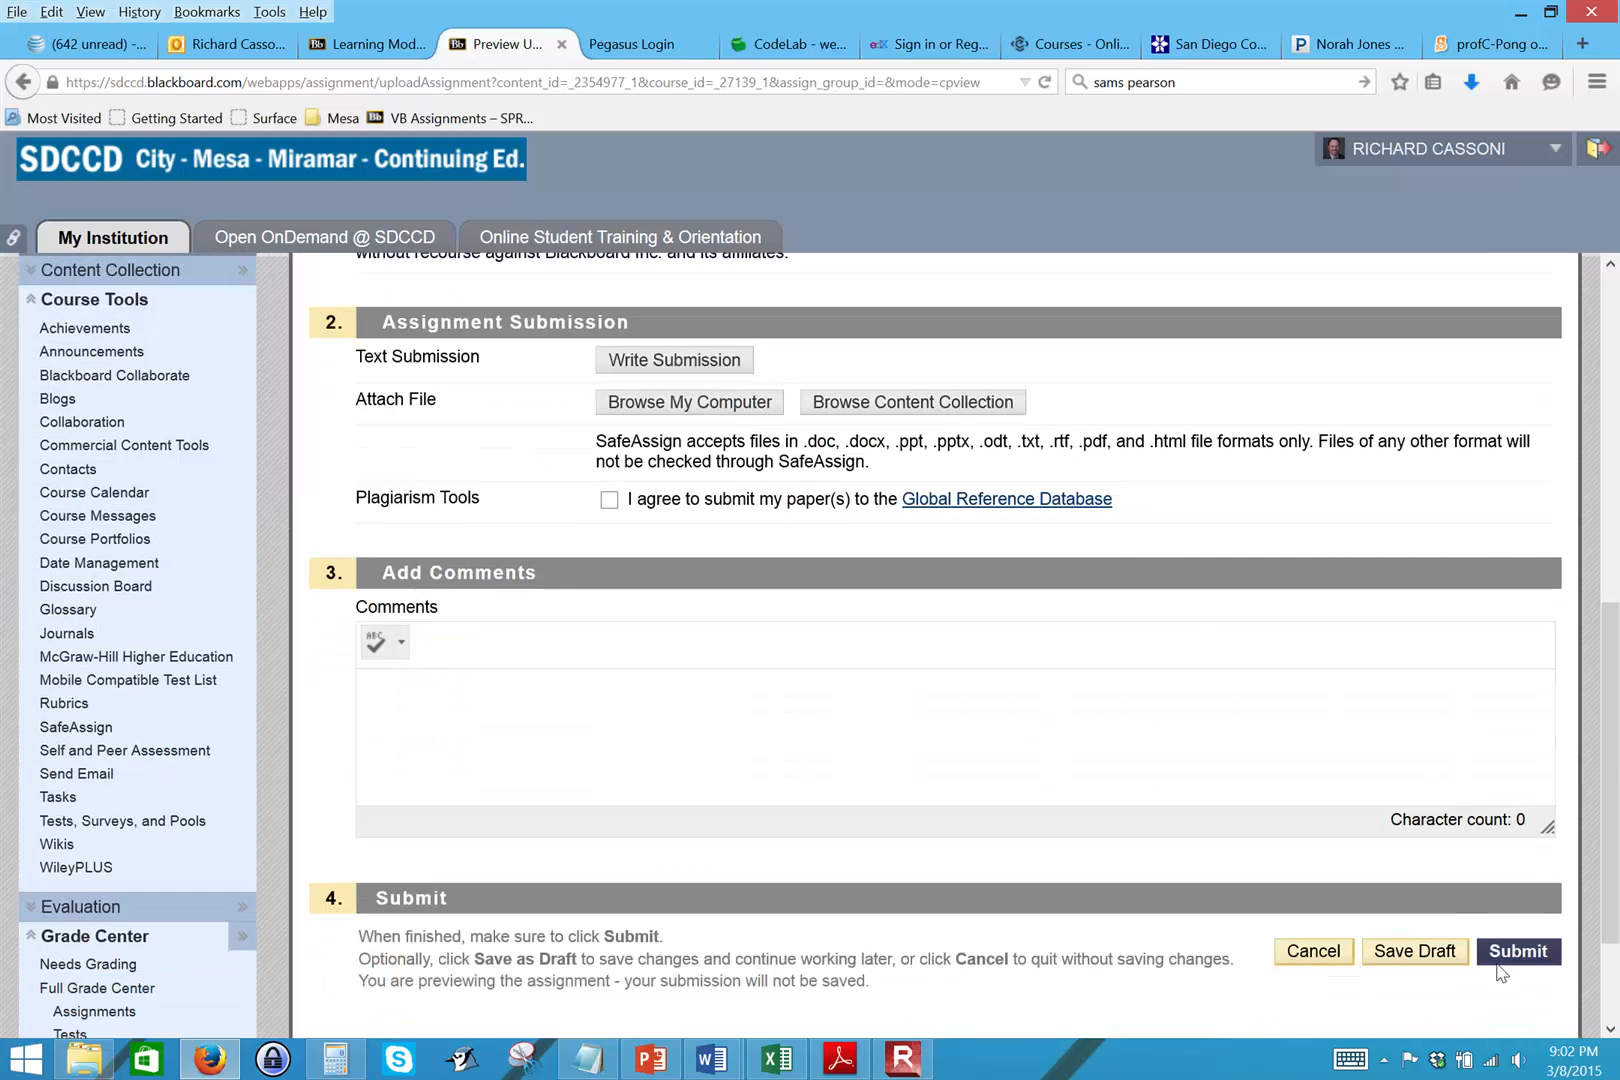 File Edit View History Bookmarks Tools Help
(642 unread) -... Richard Casso... Learning Mod... Preview U... Pegasus Login CodeLab - we... Sign in or Reg... Courses - Onli... San Diego Co... Norah Jones ... profC-Pong o...
https://sdccd.blackboard.com/webapps/assignment/uploadAssignment?content_id=_2354977_1&course_id=_27139_1&assign_group_id=&mode=cpview sams pearson
Most Visited Getting Started Surface Mesa VB Assignments – SPR...
SDCCD City - Mesa - Miramar - Continuing Ed. RICHARD CASSONI
My Institution Open OnDemand @ SDCCD Online Student Training & Orientation
without recourse against Blackboard Inc. and its affiliates.
Content Collection
Course Tools
Achievements
Announcements
Blackboard Collaborate
Blogs
Collaboration
Commercial Content Tools
Contacts
Course Calendar
Course Messages
Course Portfolios
Date Management
Discussion Board
Glossary
Journals
McGraw-Hill Higher Education
Mobile Compatible Test List
Rubrics
SafeAssign
Self and Peer Assessment
Send Email
Tasks
Tests, Surveys, and Pools
Wikis
WileyPLUS
Evaluation
Grade Center
Needs Grading
Full Grade Center
Assignments
Tests
2. Assignment Submission
Text Submission Write Submission
Attach File Browse My Computer Browse Content Collection
SafeAssign accepts files in .doc, .docx, .ppt, .pptx, .odt, .txt, .rtf, .pdf, and .html file formats only. Files of any other format will
not be checked through SafeAssign.
Plagiarism Tools I agree to submit my paper(s) to the Global Reference Database
3. Add Comments
Comments
ABC
Character count: 0
4. Submit
When finished, make sure to click Submit.
Optionally, click Save as Draft to save changes and continue working later, or click Cancel to quit without saving changes.
You are previewing the assignment - your submission will not be saved.
Cancel Save Draft Submit
9:02 PM
3/8/2015